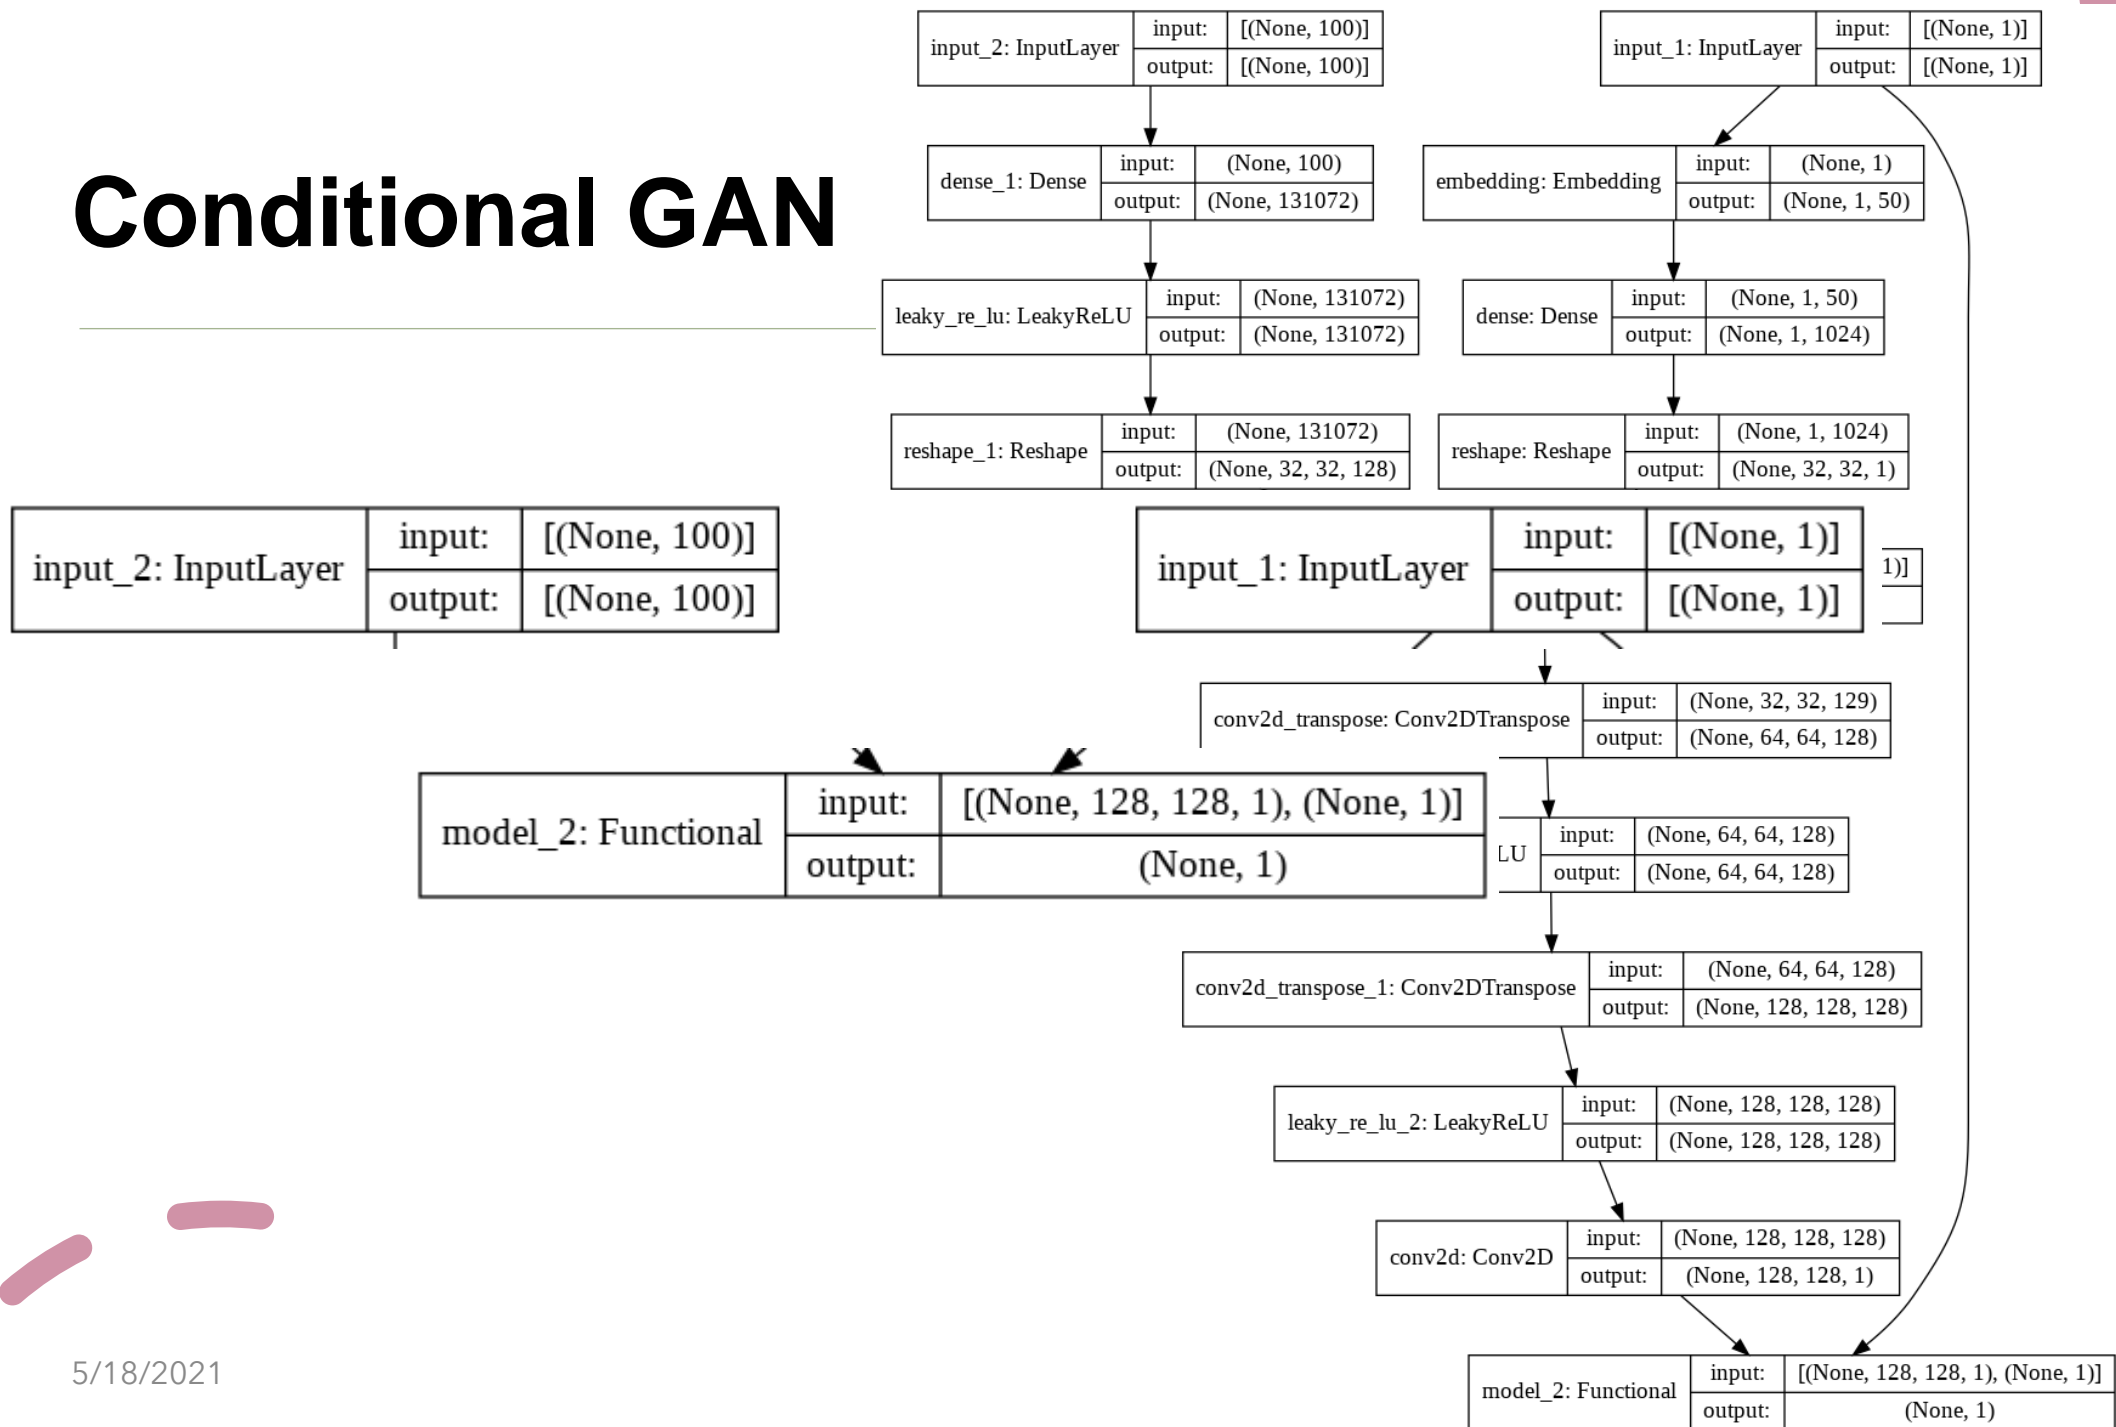 Conditional GAN
input_2: InputLayer
input: [(None, 100)]
output: [(None, 100)]
input_1: InputLayer
input: [(None, 1)]
output: [(None, 1)]
dense_1: Dense
input: (None, 100)
output: (None, 131072)
embedding: Embedding
input: (None, 1)
output: (None, 1, 50)
leaky_re_lu: LeakyReLU
input: (None, 131072)
output: (None, 131072)
dense: Dense
input: (None, 1, 50)
output: (None, 1, 1024)
reshape_1: Reshape
input: (None, 131072)
output: (None, 32, 32, 128)
reshape: Reshape
input: (None, 1, 1024)
output: (None, 32, 32, 1)
input_2: InputLayer
input: [(None, 100)]
output: [(None, 100)]
input_1: InputLayer
input: [(None, 1)]
output: [(None, 1)]
1)]
conv2d_transpose: Conv2DTranspose
input: (None, 32, 32, 129)
output: (None, 64, 64, 128)
model_2: Functional
input: [(None, 128, 128, 1), (None, 1)]
output: (None, 1)
LU
input: (None, 64, 64, 128)
output: (None, 64, 64, 128)
conv2d_transpose_1: Conv2DTranspose
input: (None, 64, 64, 128)
output: (None, 128, 128, 128)
leaky_re_lu_2: LeakyReLU
input: (None, 128, 128, 128)
output: (None, 128, 128, 128)
conv2d: Conv2D
input: (None, 128, 128, 128)
output: (None, 128, 128, 1)
model_2: Functional
input: [(None, 128, 128, 1), (None, 1)]
output: (None, 1)
5/18/2021